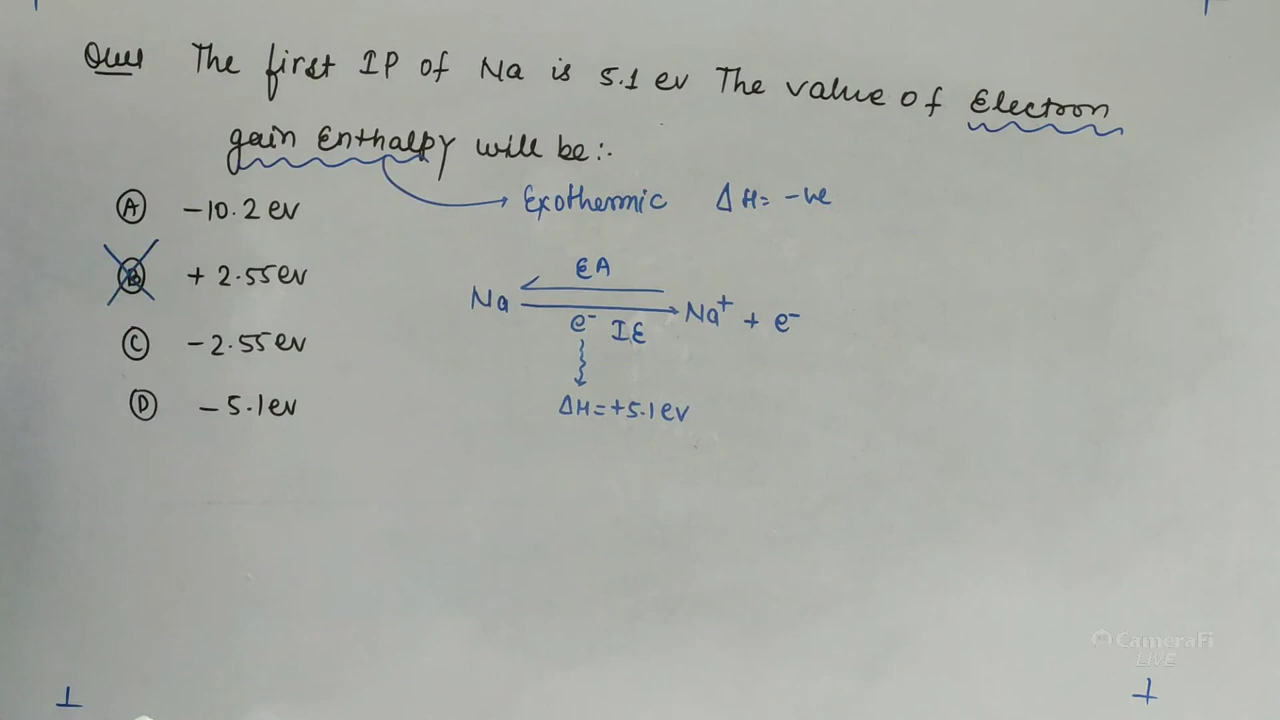 Ques The first IP of Na is 5.1 ev The value of Electron
gain Enthalpy will be:.
Exothermic ΔH= -ve
(A) -10.2 ev
(B) + 2.55 ev
(C) -2.55 ev
(D) - 5.1 ev
EA
Na Na⁺ + e⁻
e⁻ IE
ΔH=+5.1 ev
CameraFi
LIVE